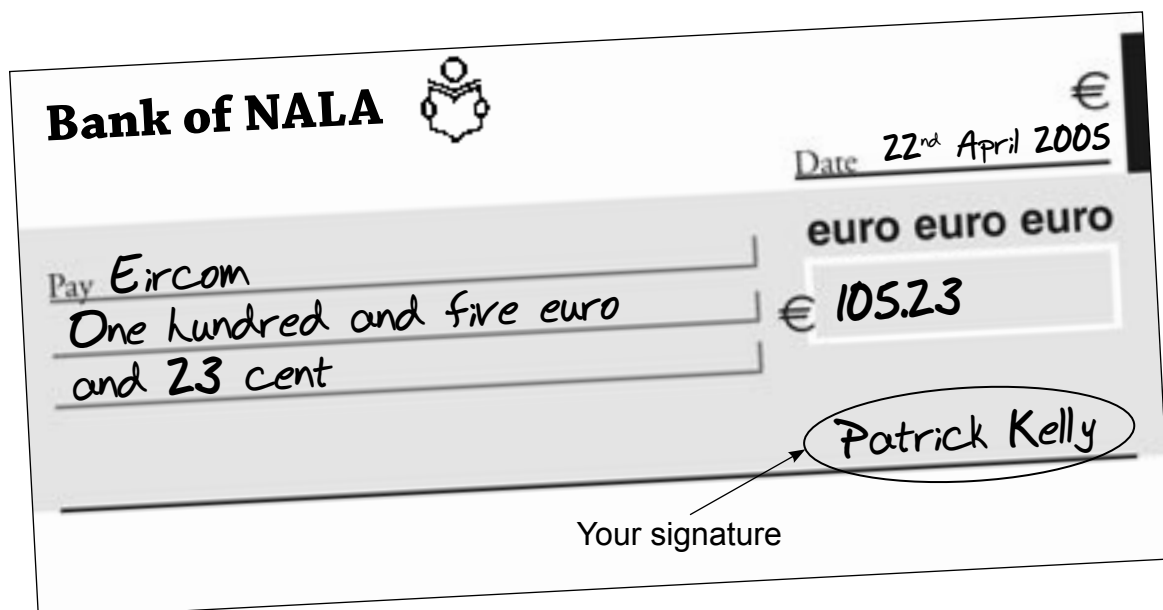 Bank of NALA
€
Date 22nd April 2005
euro euro euro
Pay Eircom
One hundred and five euro
€ 105.23
and 23 cent
Patrick Kelly
Your signature